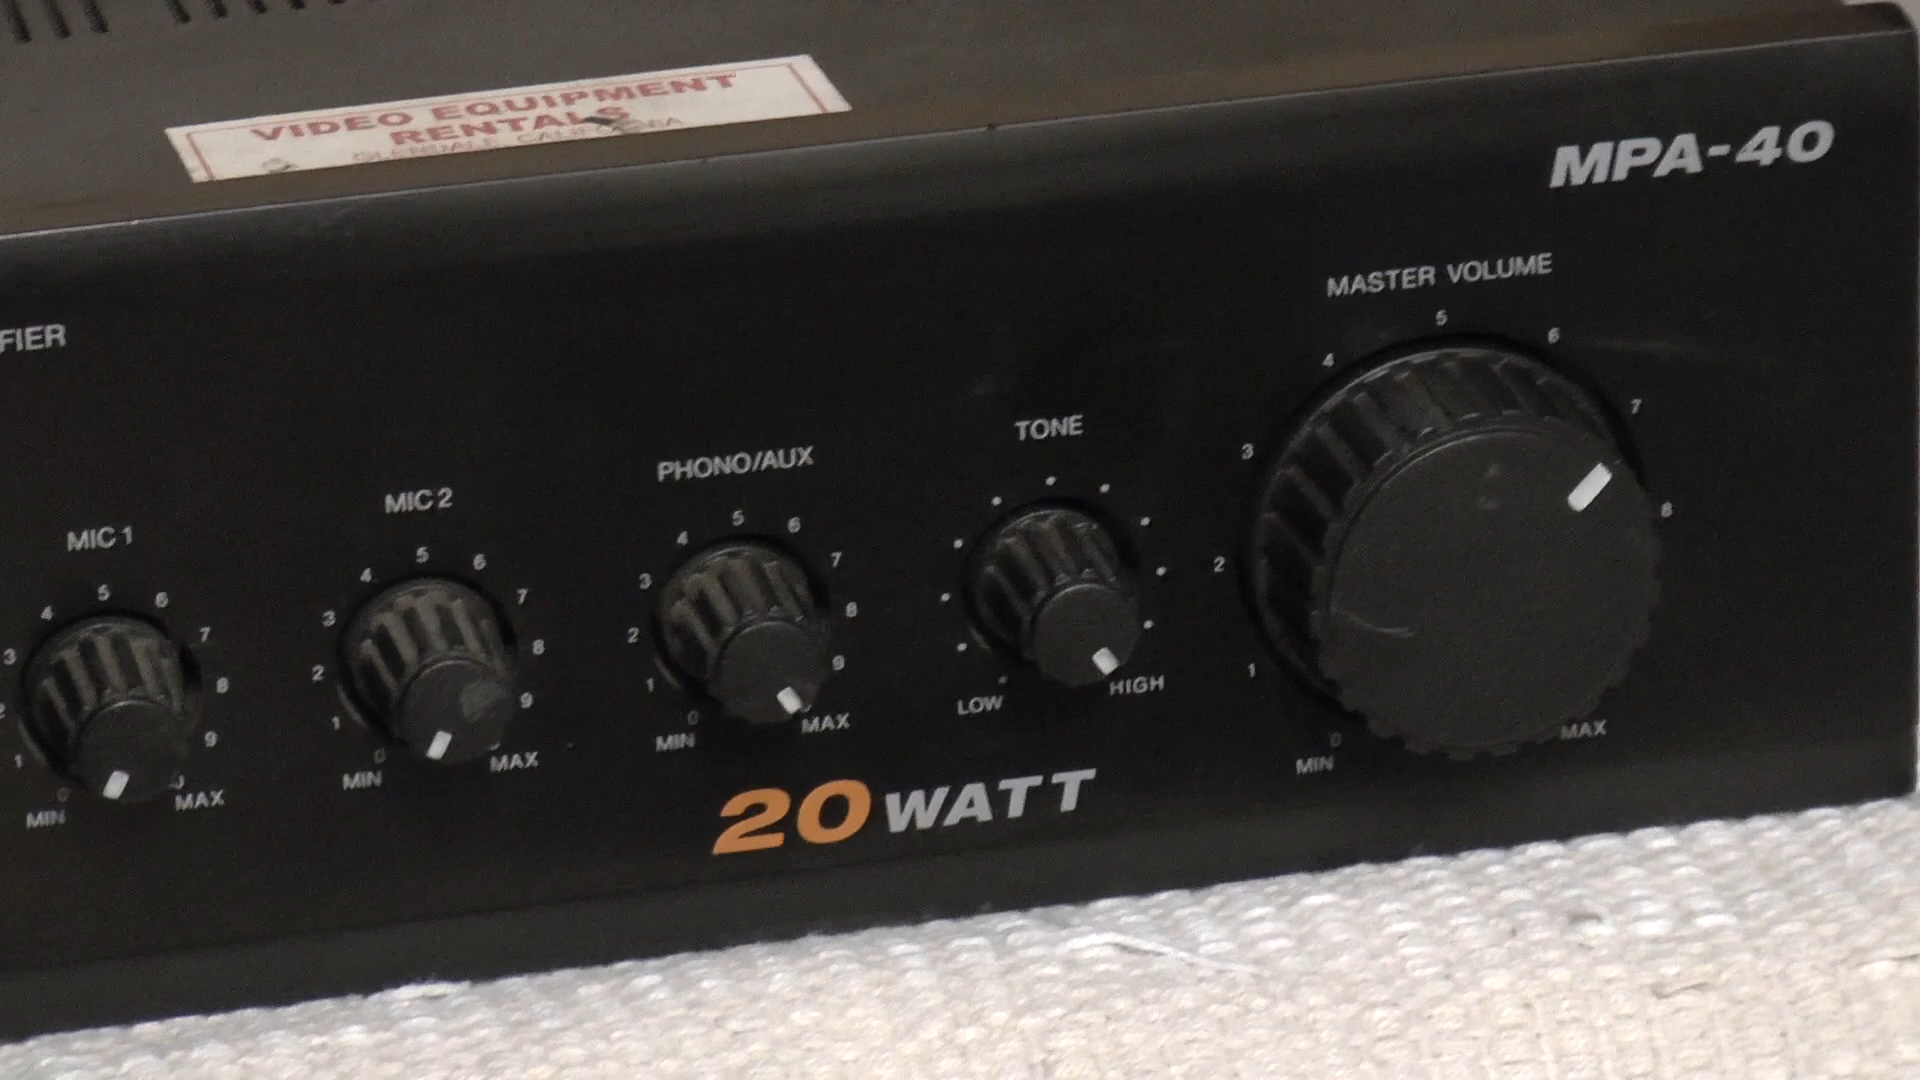 VIDEO EQUIPMENT
RENTALS
GLENDALE, CALIFORNIA
MPA-40
FIER
MASTER VOLUME
1 2 3 4 5 6 7 8
0
MIN
MAX
TONE
LOW
HIGH
PHONO/AUX
0 1 2 3 4 5 6 7 8 9
MIN
MAX
MIC 2
0 1 2 3 4 5 6 7 8 9
MIN
MAX
MIC 1
0 1 2 3 4 5 6 7 8 9
MIN
MAX
20 WATT